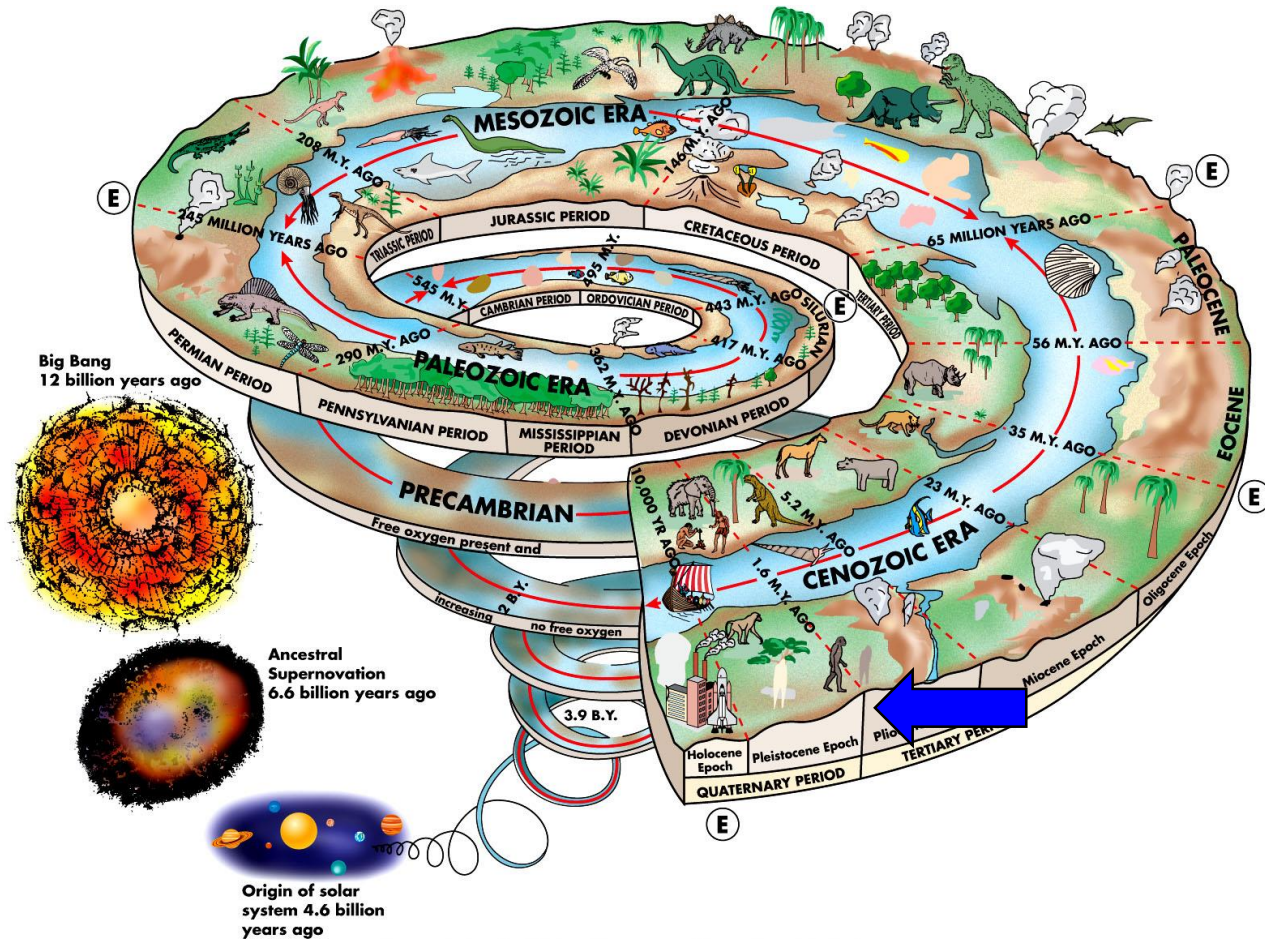 MESOZOIC ERA
208 M.Y. AGO
146 M.Y. AGO
E
245 MILLION YEARS AGO
E
65 MILLION YEARS AGO
TRIASSIC PERIOD
JURASSIC PERIOD
CRETACEOUS PERIOD
TERTIARY PERIOD
PALEOCENE
545 M.Y.
495 M.Y.
CAMBRIAN PERIOD
ORDOVICIAN PERIOD
443 M.Y. AGO
SILURIAN
E
417 M.Y. AGO
56 M.Y. AGO
290 M.Y. AGO
PALEOZOIC ERA
362 M.Y. AGO
PERMIAN PERIOD
PENNSYLVANIAN PERIOD
MISSISSIPPIAN
PERIOD
DEVONIAN PERIOD
EOCENE
35 M.Y. AGO
E
Big Bang
12 billion years ago
PRECAMBRIAN
Free oxygen present and
increasing
2 B.Y.
no free oxygen
3.9 B.Y.
10,000 YR AGO
5.2 M.Y. AGO
23 M.Y. AGO
1.6 M.Y. AGO
CENOZOIC ERA
Oligocene Epoch
Miocene Epoch
Holocene
Epoch
Pleistocene Epoch
QUATERNARY PERIOD
TERTIARY
E
Ancestral
Supernovation
6.6 billion years ago
Origin of solar
system 4.6 billion
years ago